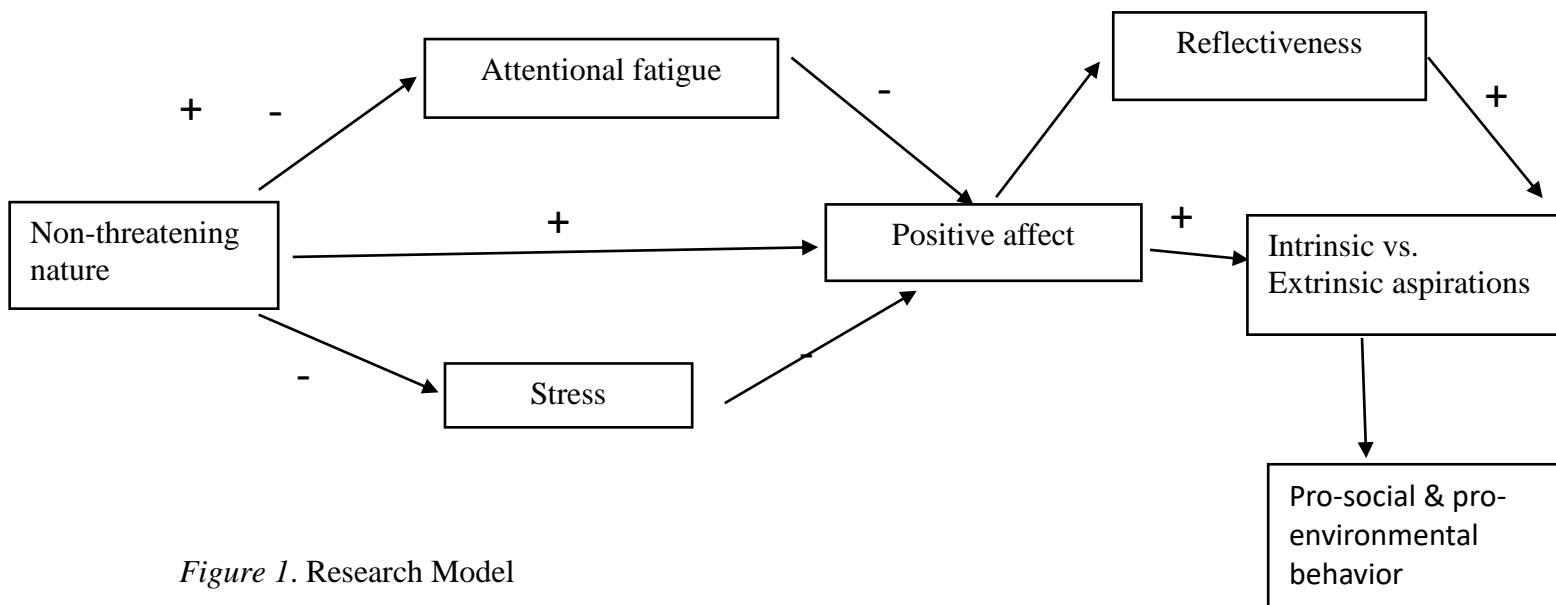 Reflectiveness
Attentional fatigue
+
-
-
+
Non-threatening
nature
+
Positive affect
+
Intrinsic vs.
Extrinsic aspirations
-
Stress
-
Pro-social & pro-
environmental
behavior
Figure 1. Research Model